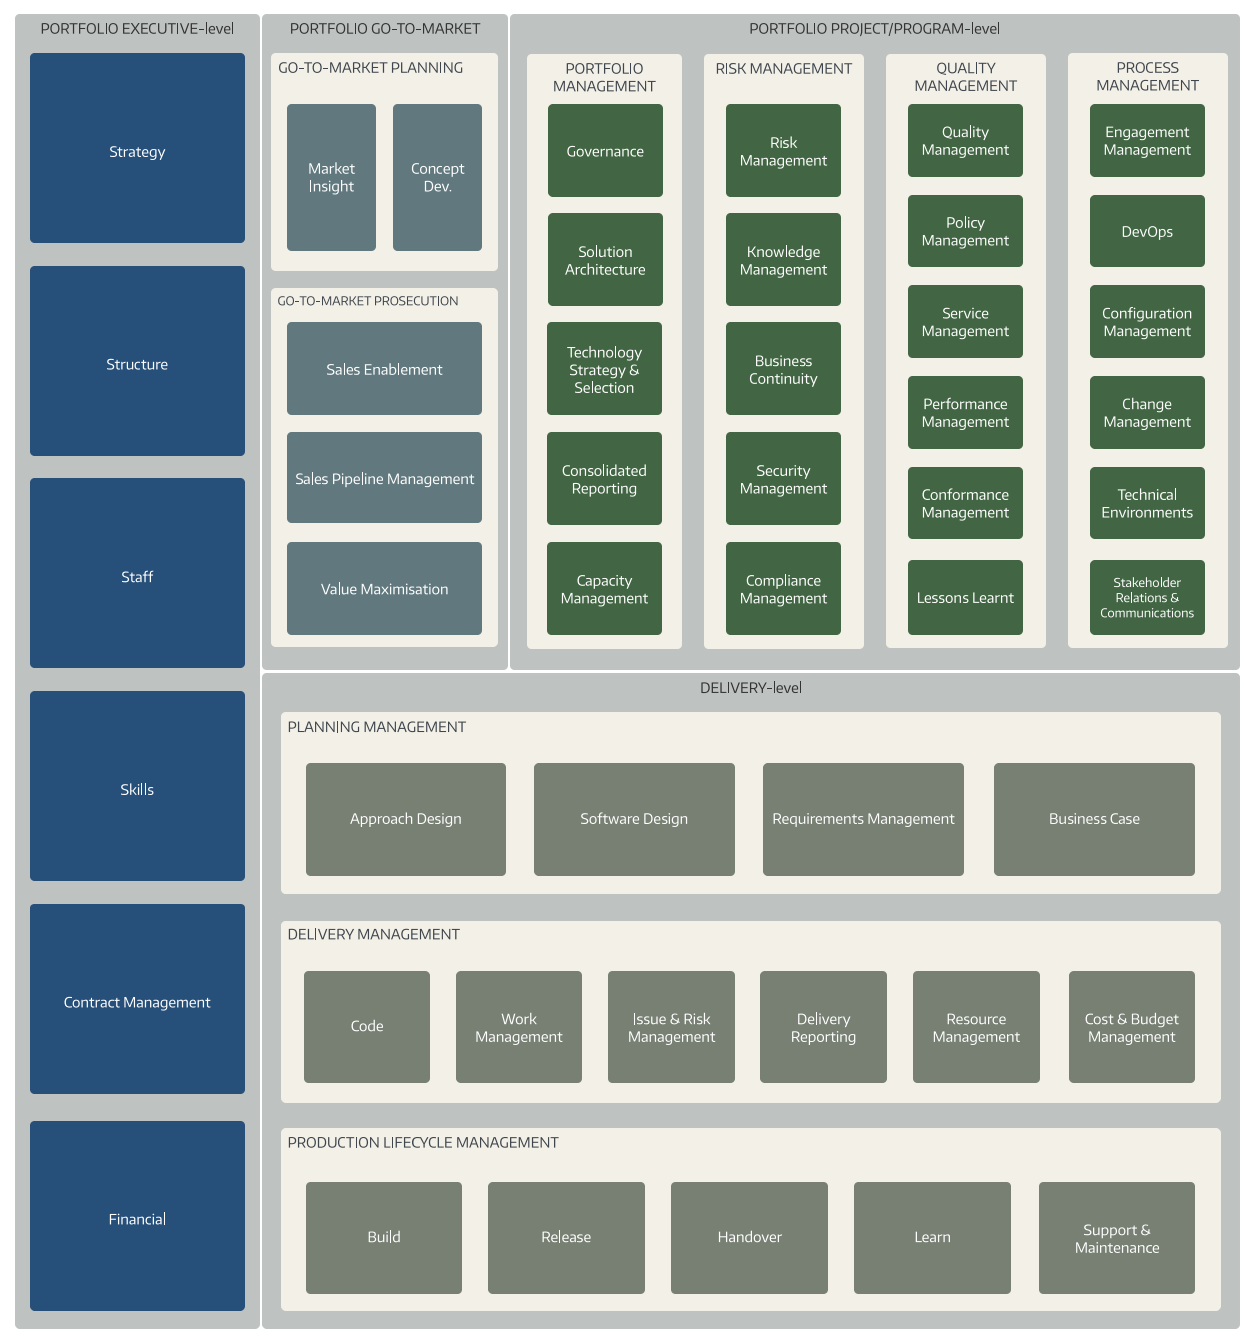 PORTFOLIO EXECUTIVE-level
Strategy
Structure
Staff
Skills
Contract Management
Financial
PORTFOLIO GO-TO-MARKET
GO-TO-MARKET PLANNING
Market
Insight
Concept
Dev.
GO-TO-MARKET PROSECUTION
Sales Enablement
Sales Pipeline Management
Value Maximisation
PORTFOLIO PROJECT/PROGRAM-level
PORTFOLIO
MANAGEMENT
Governance
Solution
Architecture
Technology
Strategy &
Selection
Consolidated
Reporting
Capacity
Management
RISK MANAGEMENT
Risk
Management
Knowledge
Management
Business
Continuity
Security
Management
Compliance
Management
QUALITY
MANAGEMENT
Quality
Management
Policy
Management
Service
Management
Performance
Management
Conformance
Management
Lessons Learnt
PROCESS
MANAGEMENT
Engagement
Management
DevOps
Configuration
Management
Change
Management
Technical
Environments
Stakeholder
Relations &
Communications
DELIVERY-level
PLANNING MANAGEMENT
Approach Design
Software Design
Requirements Management
Business Case
DELIVERY MANAGEMENT
Code
Work
Management
Issue & Risk
Management
Delivery
Reporting
Resource
Management
Cost & Budget
Management
PRODUCTION LIFECYCLE MANAGEMENT
Build
Release
Handover
Learn
Support &
Maintenance